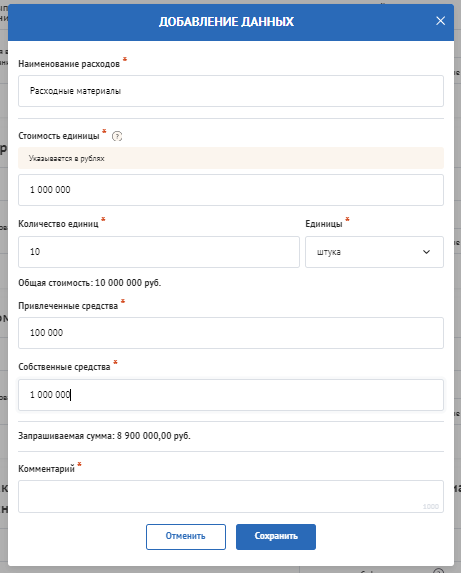 ДОБАВЛЕНИЕ ДАННЫХ
Наименование расходов *
Расходные материалы
Стоимость единицы * ?
Указывается в рублях
1 000 000
Количество единиц *
Единицы *
10
штука
Общая стоимость: 10 000 000 руб.
Привлеченные средства *
100 000
Собственные средства *
1 000 000
Запрашиваемая сумма: 8 900 000,00 руб.
Комментарий *
1000
Отменить
Сохранить